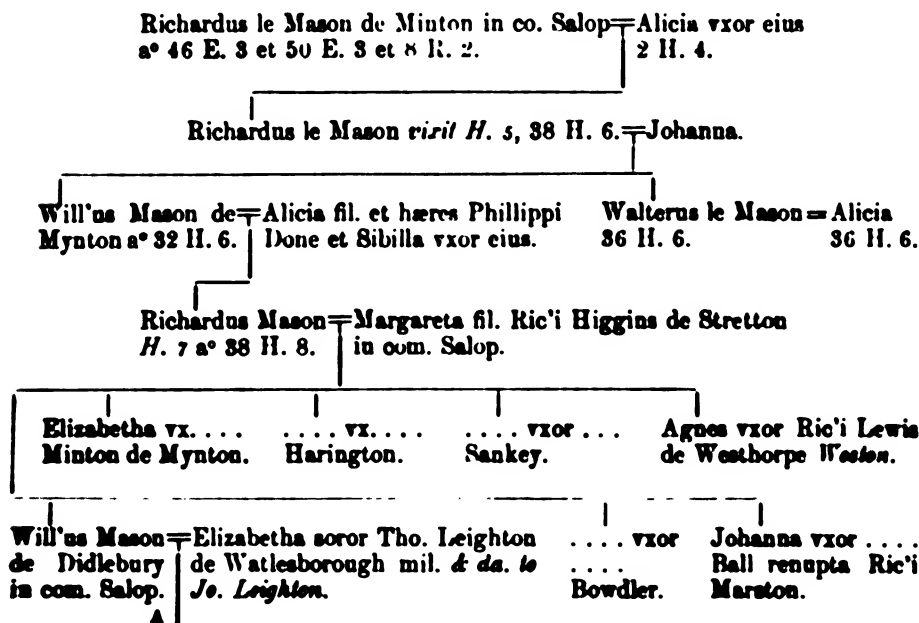 Richardus le Mason de Minton in co. Salop=Alicia vxor eius
a° 46 E. 3 et 50 E. 3 et 8 R. 2. 2 H. 4.
Richardus le Mason vixit H. 5, 38 H. 6.=Johanna.
Will'us Mason de=Alicia fil. et hæres Phillippi Walterus le Mason=Alicia
Mynton a° 32 H. 6. Done et Sibilla vxor eius. 36 H. 6. 36 H. 6.
Richardus Mason=Margareta fil. Ric'i Higgins de Stretton
H. 7 a° 38 H. 8. in com. Salop.
Elizabetha vx. . . . . . . . vx. . . . . . . . vxor . . . Agnes vxor Ric'i Lewis
Minton de Mynton. Harington. Sankey. de Westhorpe Weston.
Will'us Mason=Elizabetha soror Tho. Leighton . . . . vxor Johanna vxor . . . .
de Didlebury de Watlesborough mil. & da. to . . . . Ball renupta Ric'i
in com. Salop. Jo. Leighton. Bowdler. Marston.
A